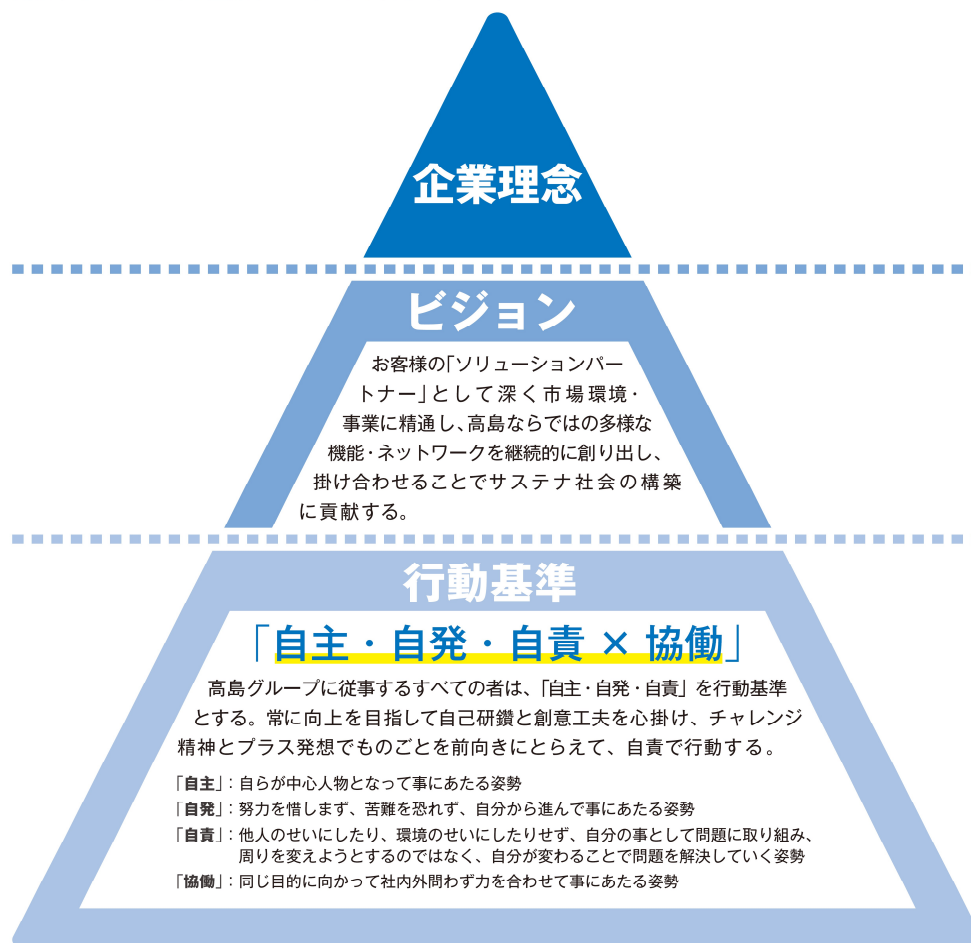 企業理念
ビジョン
お客様の「ソリューションパー
トナー」として深く市場環境・
事業に精通し、高島ならではの多様な
機能・ネットワークを継続的に創り出し、
掛け合わせることでサステナ社会の構築
に貢献する。
行動基準
「自主・自発・自責 × 協働」
高島グループに従事するすべての者は、「自主・自発・自責」を行動基準
とする。常に向上を目指して自己研鑽と創意工夫を心掛け、チャレンジ
精神とプラス発想でものごとを前向きにとらえて、自責で行動する。
「自主」：自らが中心人物となって事にあたる姿勢
「自発」：努力を惜しまず、苦難を恐れず、自分から進んで事にあたる姿勢
「自責」：他人のせいにしたり、環境のせいにしたりせず、自分の事として問題に取り組み、
周りを変えようとするのではなく、自分が変わることで問題を解決していく姿勢
「協働」：同じ目的に向かって社内外問わず力を合わせて事にあたる姿勢